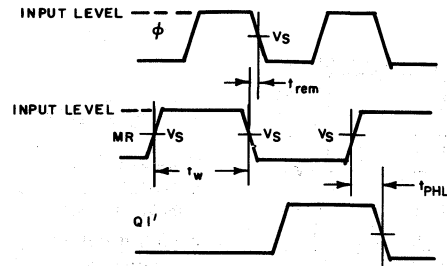 INPUT LEVEL
ϕ
VS
trem
INPUT LEVEL
MR
VS
VS
VS
tw
tPHL
Q1'